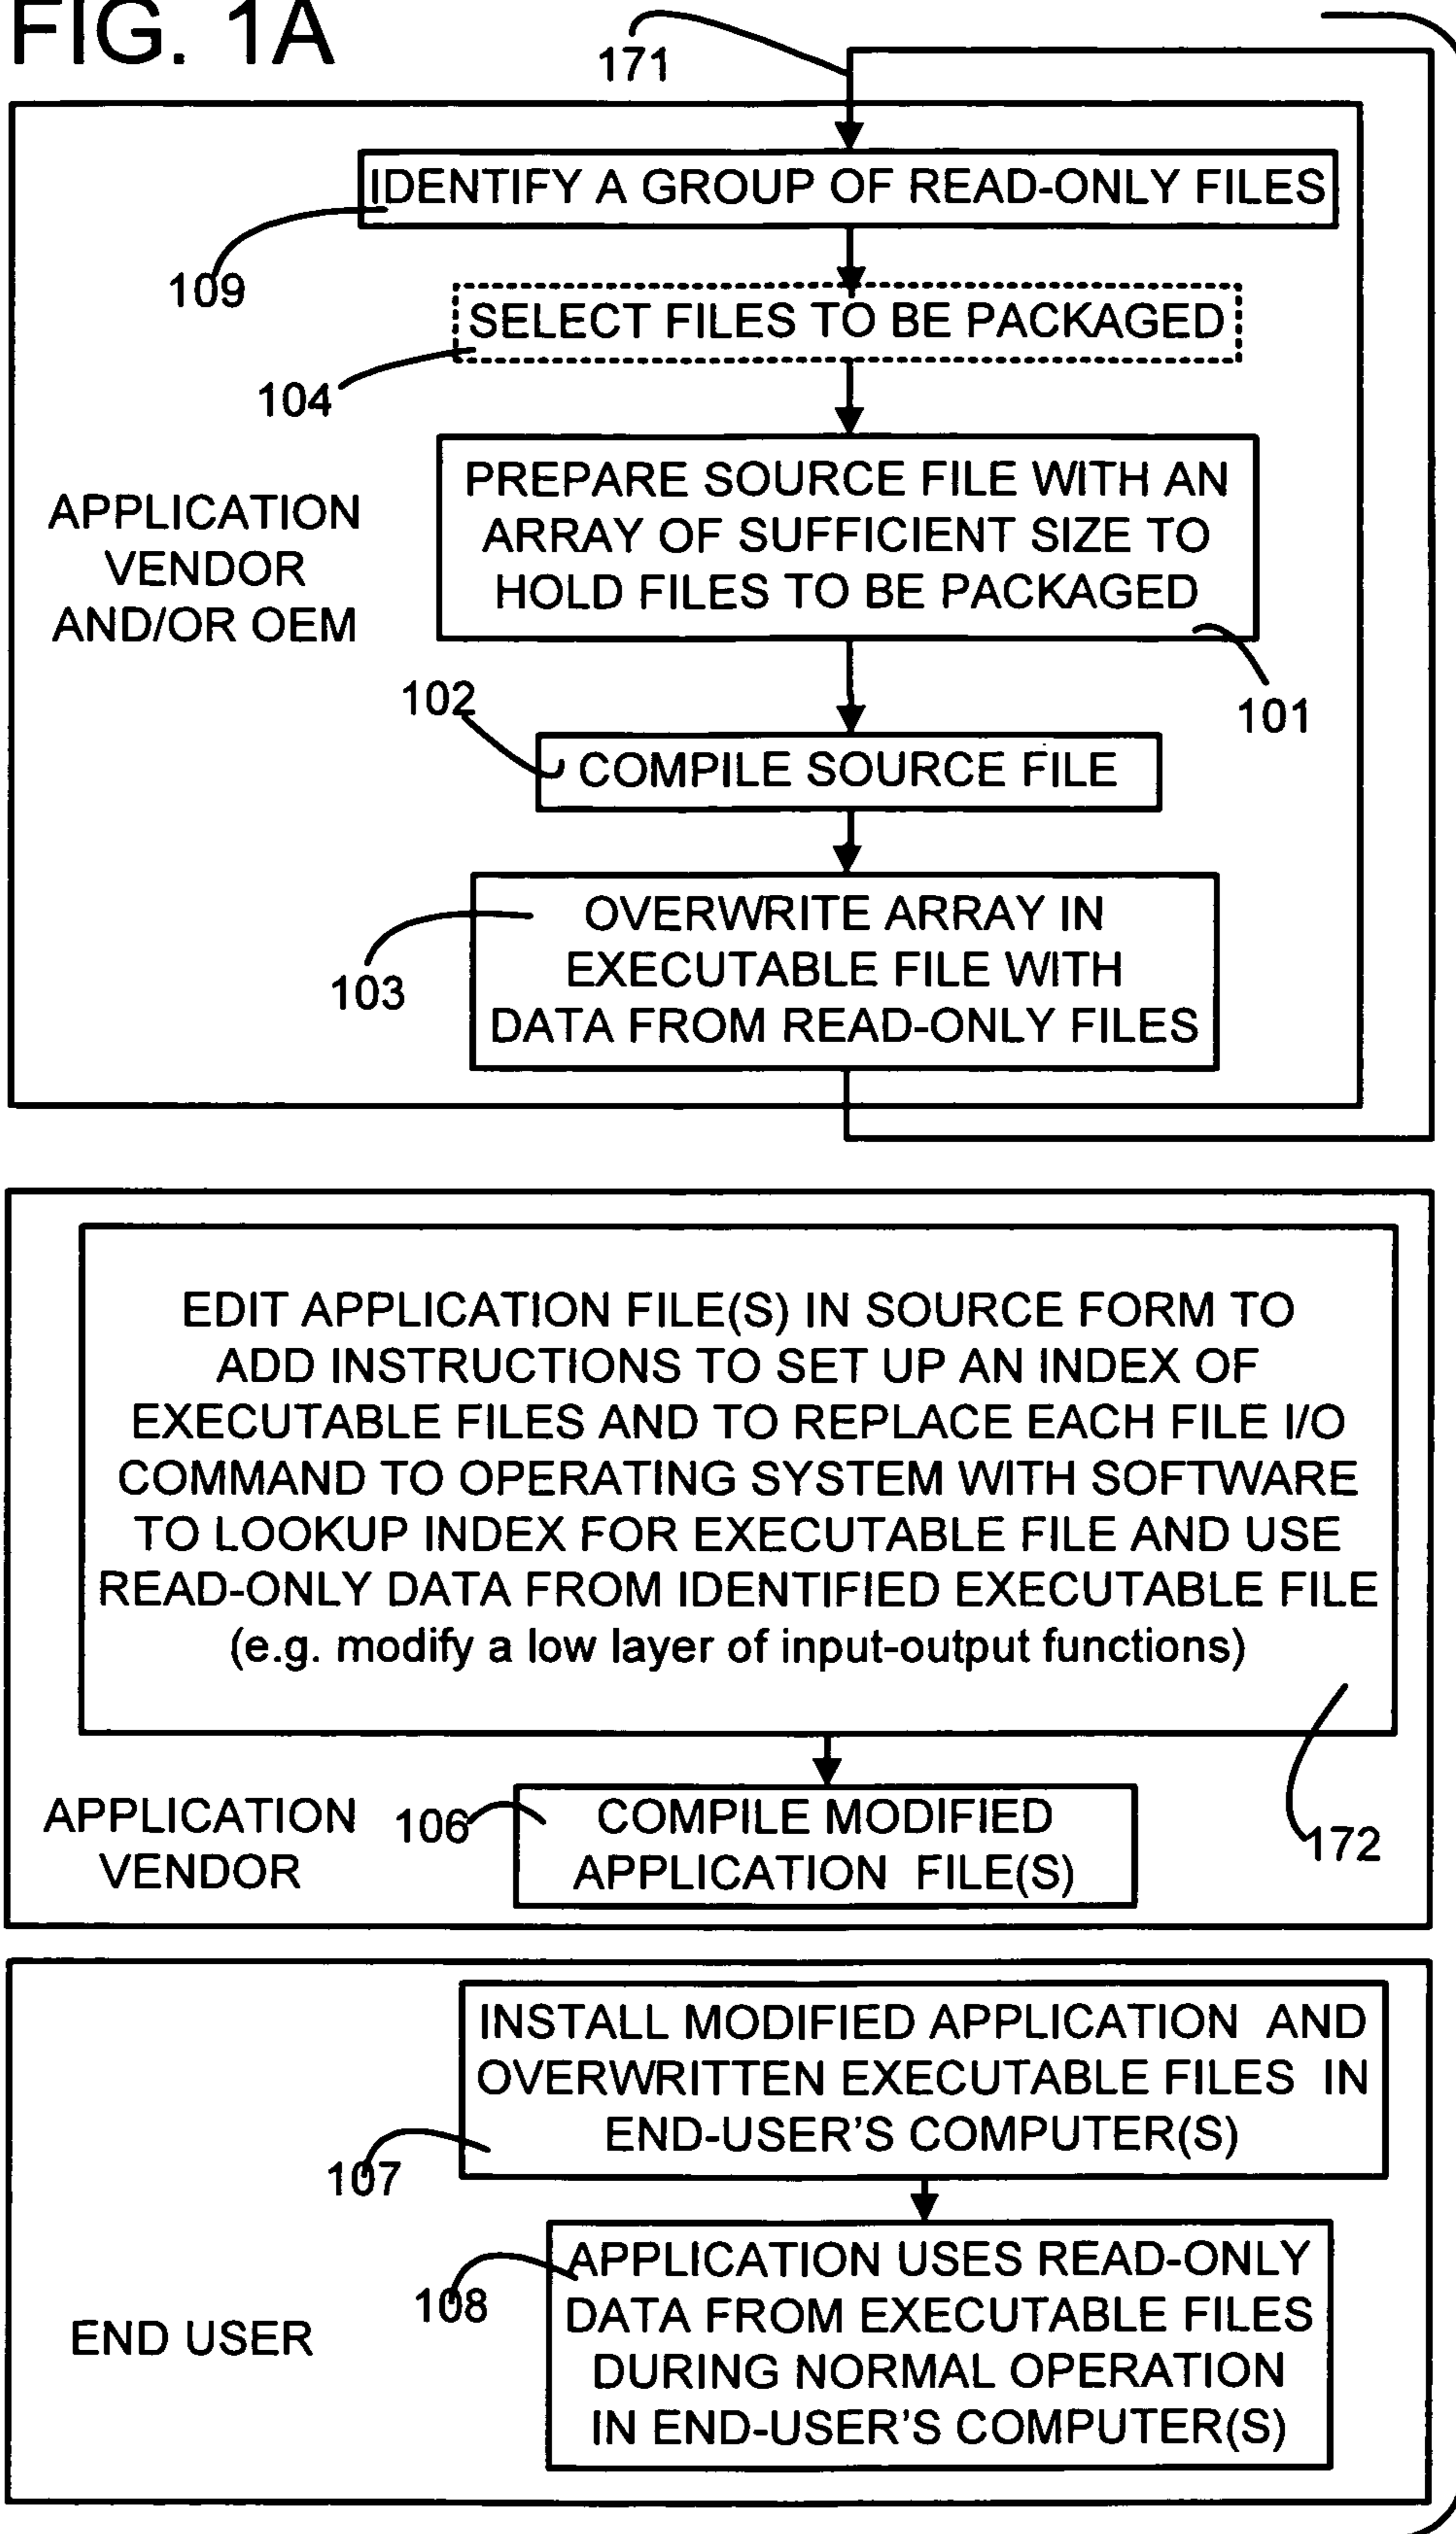 FIG. 1A
171
IDENTIFY A GROUP OF READ-ONLY FILES
109
SELECT FILES TO BE PACKAGED
104
PREPARE SOURCE FILE WITH AN
ARRAY OF SUFFICIENT SIZE TO
HOLD FILES TO BE PACKAGED
APPLICATION
VENDOR
AND/OR OEM
101
102
COMPILE SOURCE FILE
OVERWRITE ARRAY IN
EXECUTABLE FILE WITH
DATA FROM READ-ONLY FILES
103
EDIT APPLICATION FILE(S) IN SOURCE FORM TO
ADD INSTRUCTIONS TO SET UP AN INDEX OF
EXECUTABLE FILES AND TO REPLACE EACH FILE I/O
COMMAND TO OPERATING SYSTEM WITH SOFTWARE
TO LOOKUP INDEX FOR EXECUTABLE FILE AND USE
READ-ONLY DATA FROM IDENTIFIED EXECUTABLE FILE
(e.g. modify a low layer of input-output functions)
172
APPLICATION
VENDOR
106
COMPILE MODIFIED
APPLICATION FILE(S)
INSTALL MODIFIED APPLICATION AND
OVERWRITTEN EXECUTABLE FILES IN
END-USER'S COMPUTER(S)
107
APPLICATION USES READ-ONLY
DATA FROM EXECUTABLE FILES
DURING NORMAL OPERATION
IN END-USER'S COMPUTER(S)
108
END USER